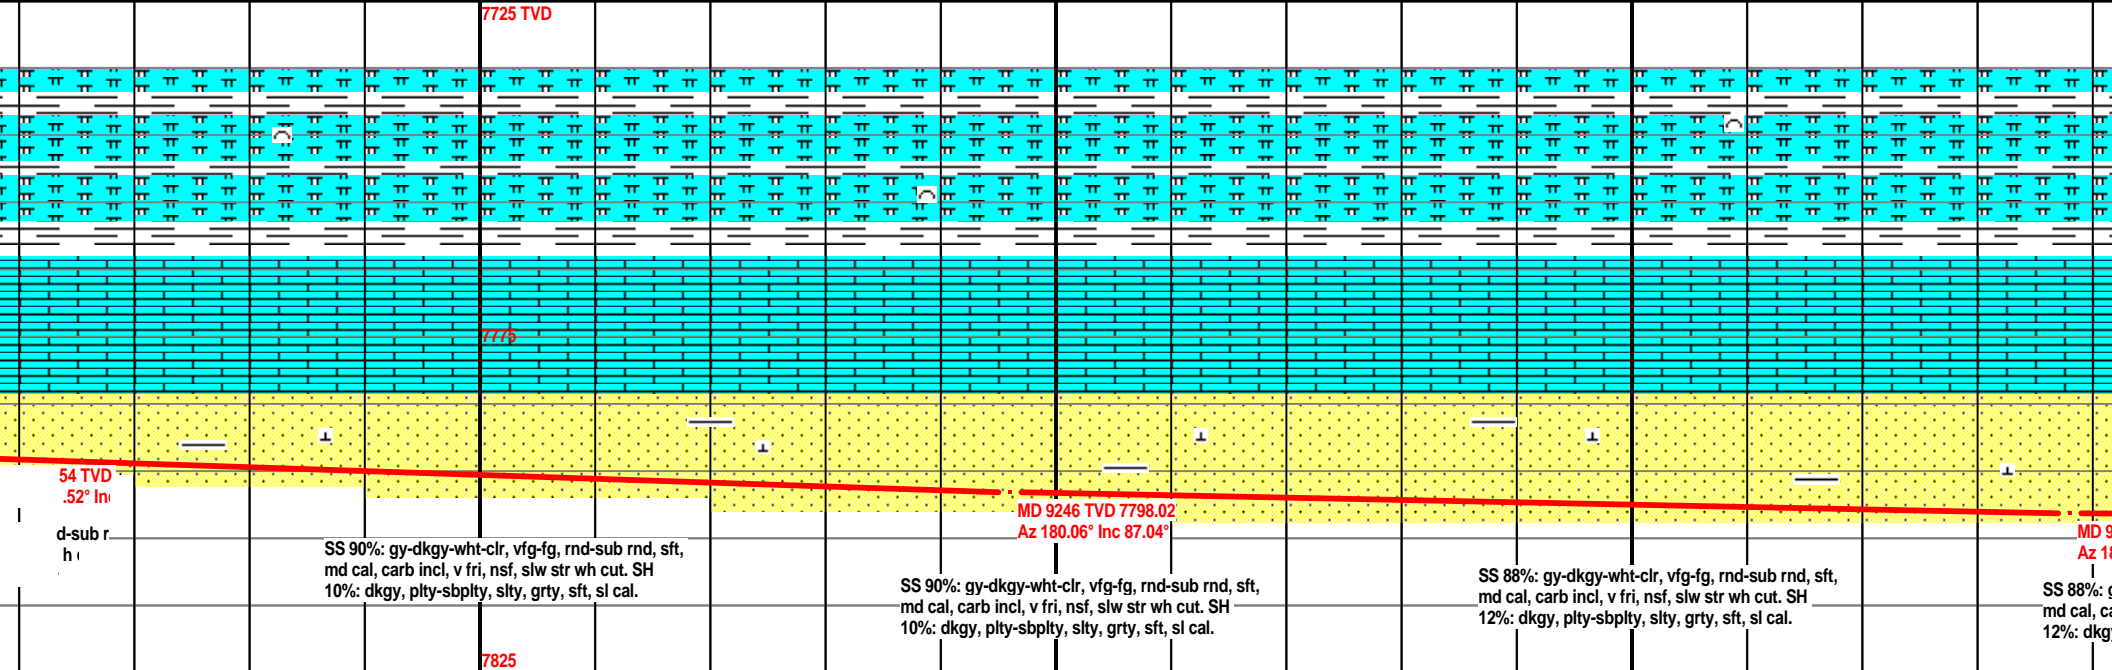 7725 TVD
7775
54 TVD
.52° In
d-sub r
h
MD 9246 TVD 7798.02
Az 180.06° Inc 87.04°
MD 9
Az 18
SS 90%: gy-dkgy-wht-clr, vfg-fg, rnd-sub rnd, sft,
md cal, carb incl, v fri, nsf, slw str wh cut. SH
10%: dkgy, plty-sbplty, slty, grty, sft, sl cal.
SS 90%: gy-dkgy-wht-clr, vfg-fg, rnd-sub rnd, sft,
md cal, carb incl, v fri, nsf, slw str wh cut. SH
10%: dkgy, plty-sbplty, slty, grty, sft, sl cal.
SS 88%: gy-dkgy-wht-clr, vfg-fg, rnd-sub rnd, sft,
md cal, carb incl, v fri, nsf, slw str wh cut. SH
12%: dkgy, plty-sbplty, slty, grty, sft, sl cal.
SS 88%: g
md cal, ca
12%: dkgy
7825